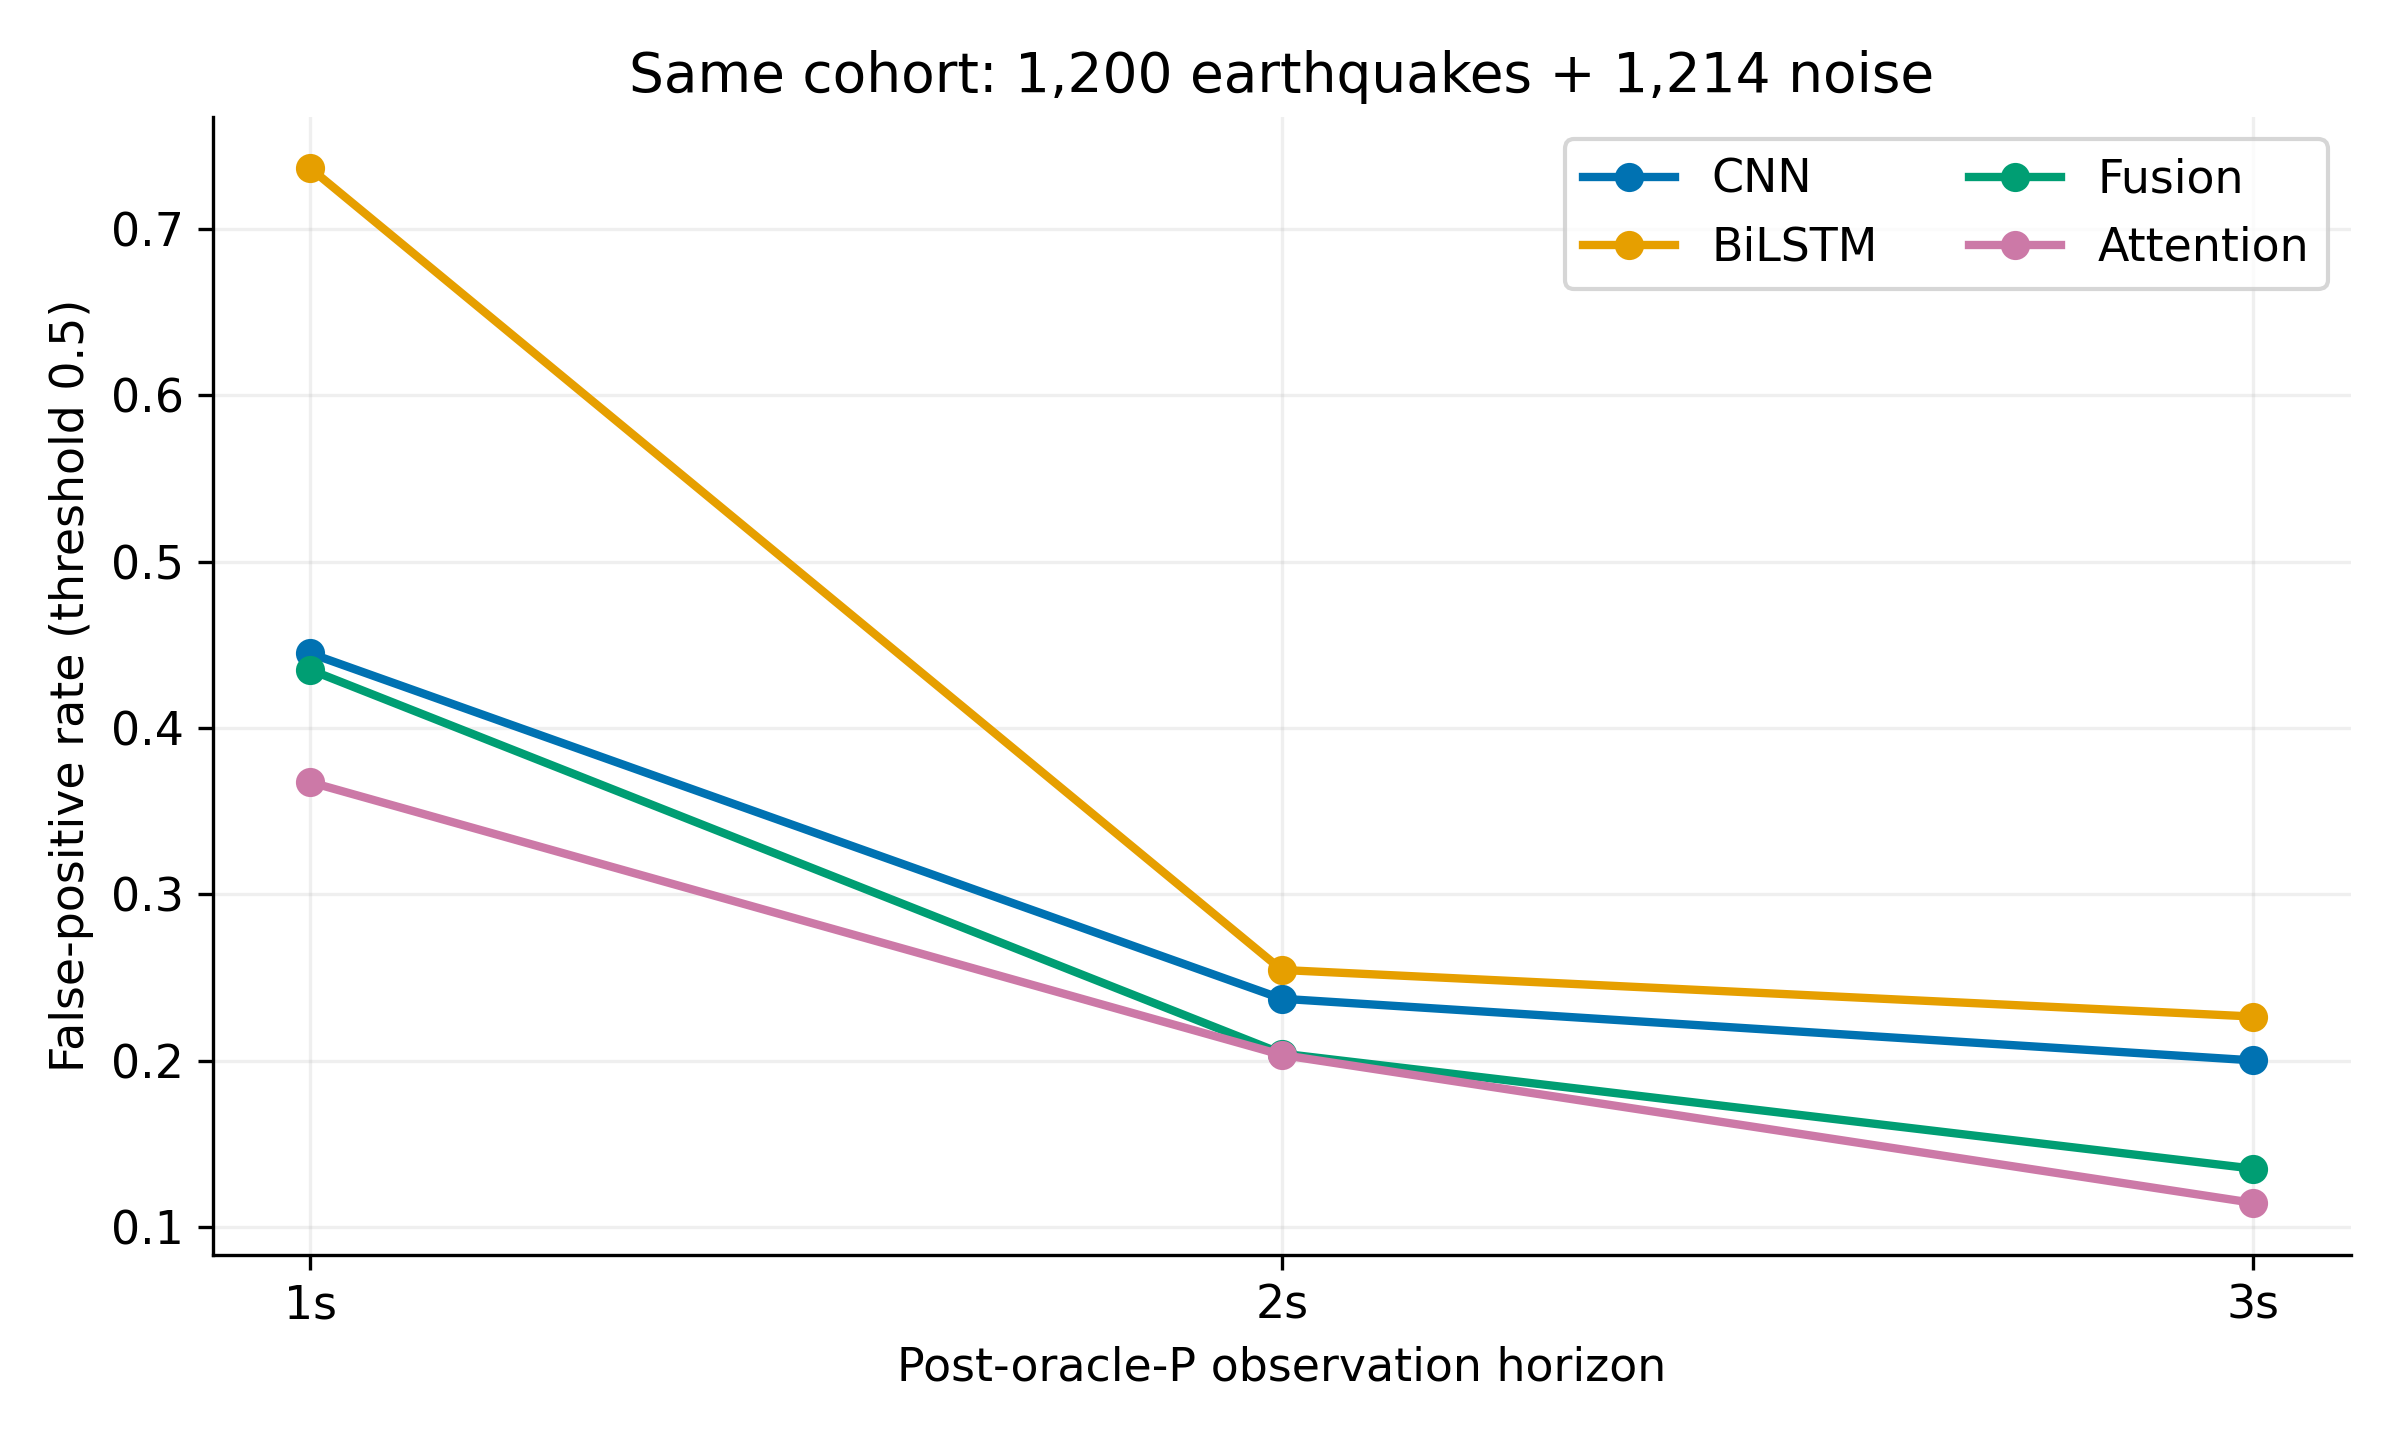 Same cohort: 1,200 earthquakes + 1,214 noise
CNN
BiLSTM
Fusion
Attention
False-positive rate (threshold 0.5)
0.7
0.6
0.5
0.4
0.3
0.2
0.1
1s
2s
3s
Post-oracle-P observation horizon